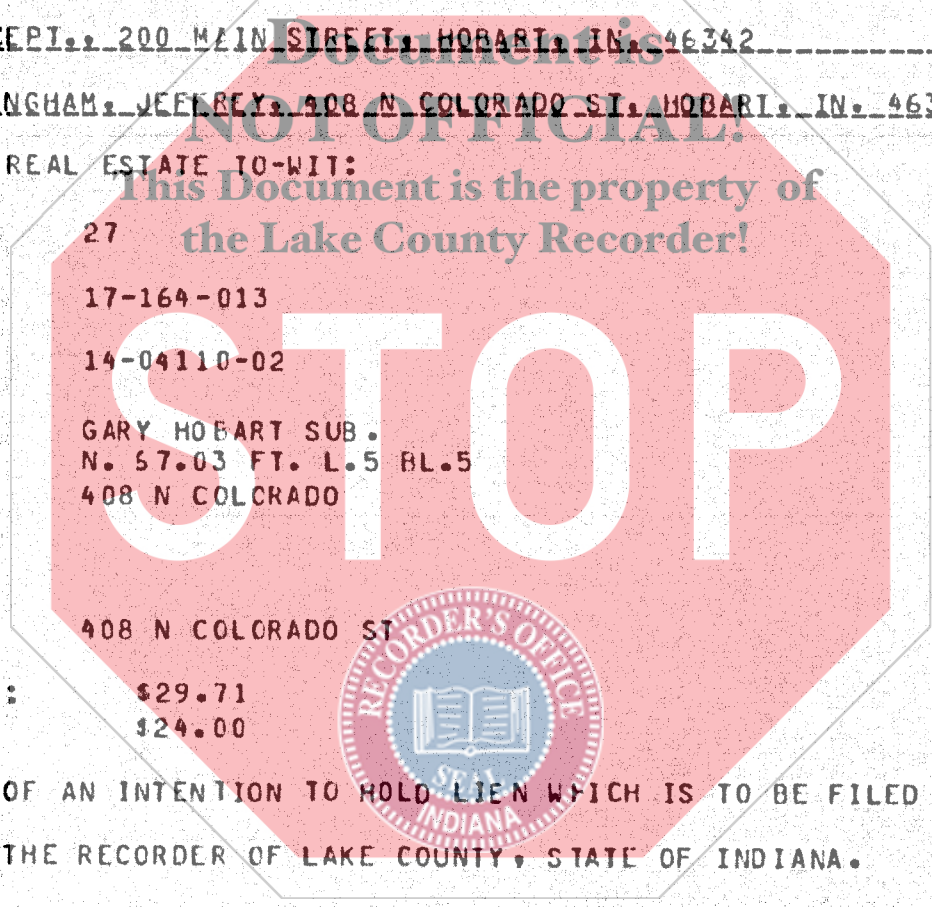 EPT., 200 MAIN STREET, HOBART, IN. 46342
Document is
NGHAM, JEFFREY, 408 N COLORADO ST, HOBART, IN. 463
NOT OFFICIAL!
REAL ESTATE TO-WIT:
This Document is the property of
27
the Lake County Recorder!
17-164-013
14-04110-02
STOP
GARY HOBART SUB.
N. 57.03 FT. L.5 BL.5
408 N COLCRADO
408 N COLORADO ST
RECORDER'S OFFICE
: $29.71
$24.00
SEAL
OF AN INTENTION TO HOLD LIEN WHICH IS TO BE FILED
INDIANA
THE RECORDER OF LAKE COUNTY, STATE OF INDIANA.